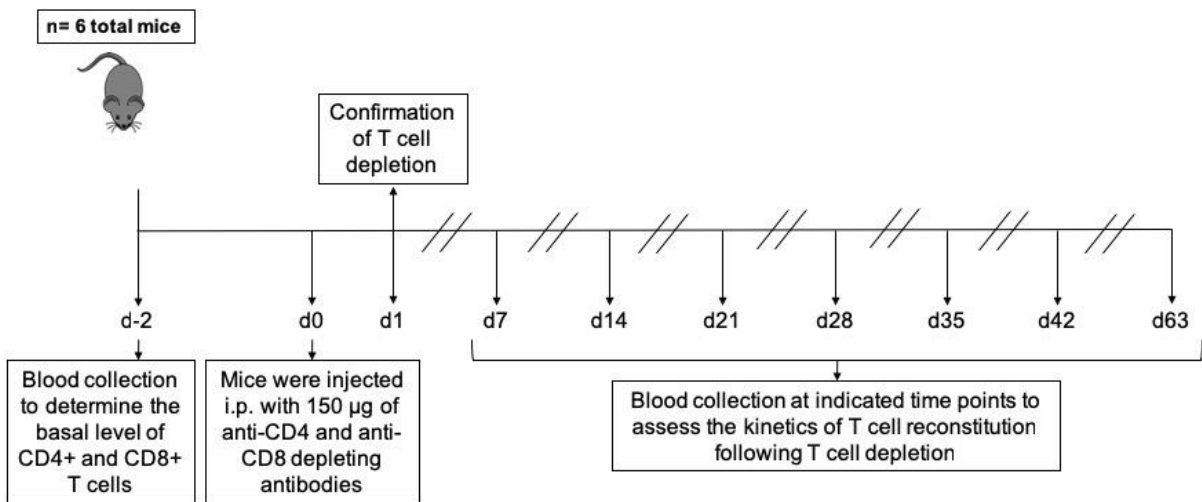 n= 6 total mice
Confirmation
of T cell
depletion
d-2
d0
d1
d7
d14
d21
d28
d35
d42
d63
Blood collection
to determine the
basal level of
CD4+ and CD8+
T cells
Mice were injected
i.p. with 150 µg of
anti-CD4 and anti-
CD8 depleting
antibodies
Blood collection at indicated time points to
assess the kinetics of T cell reconstitution
following T cell depletion